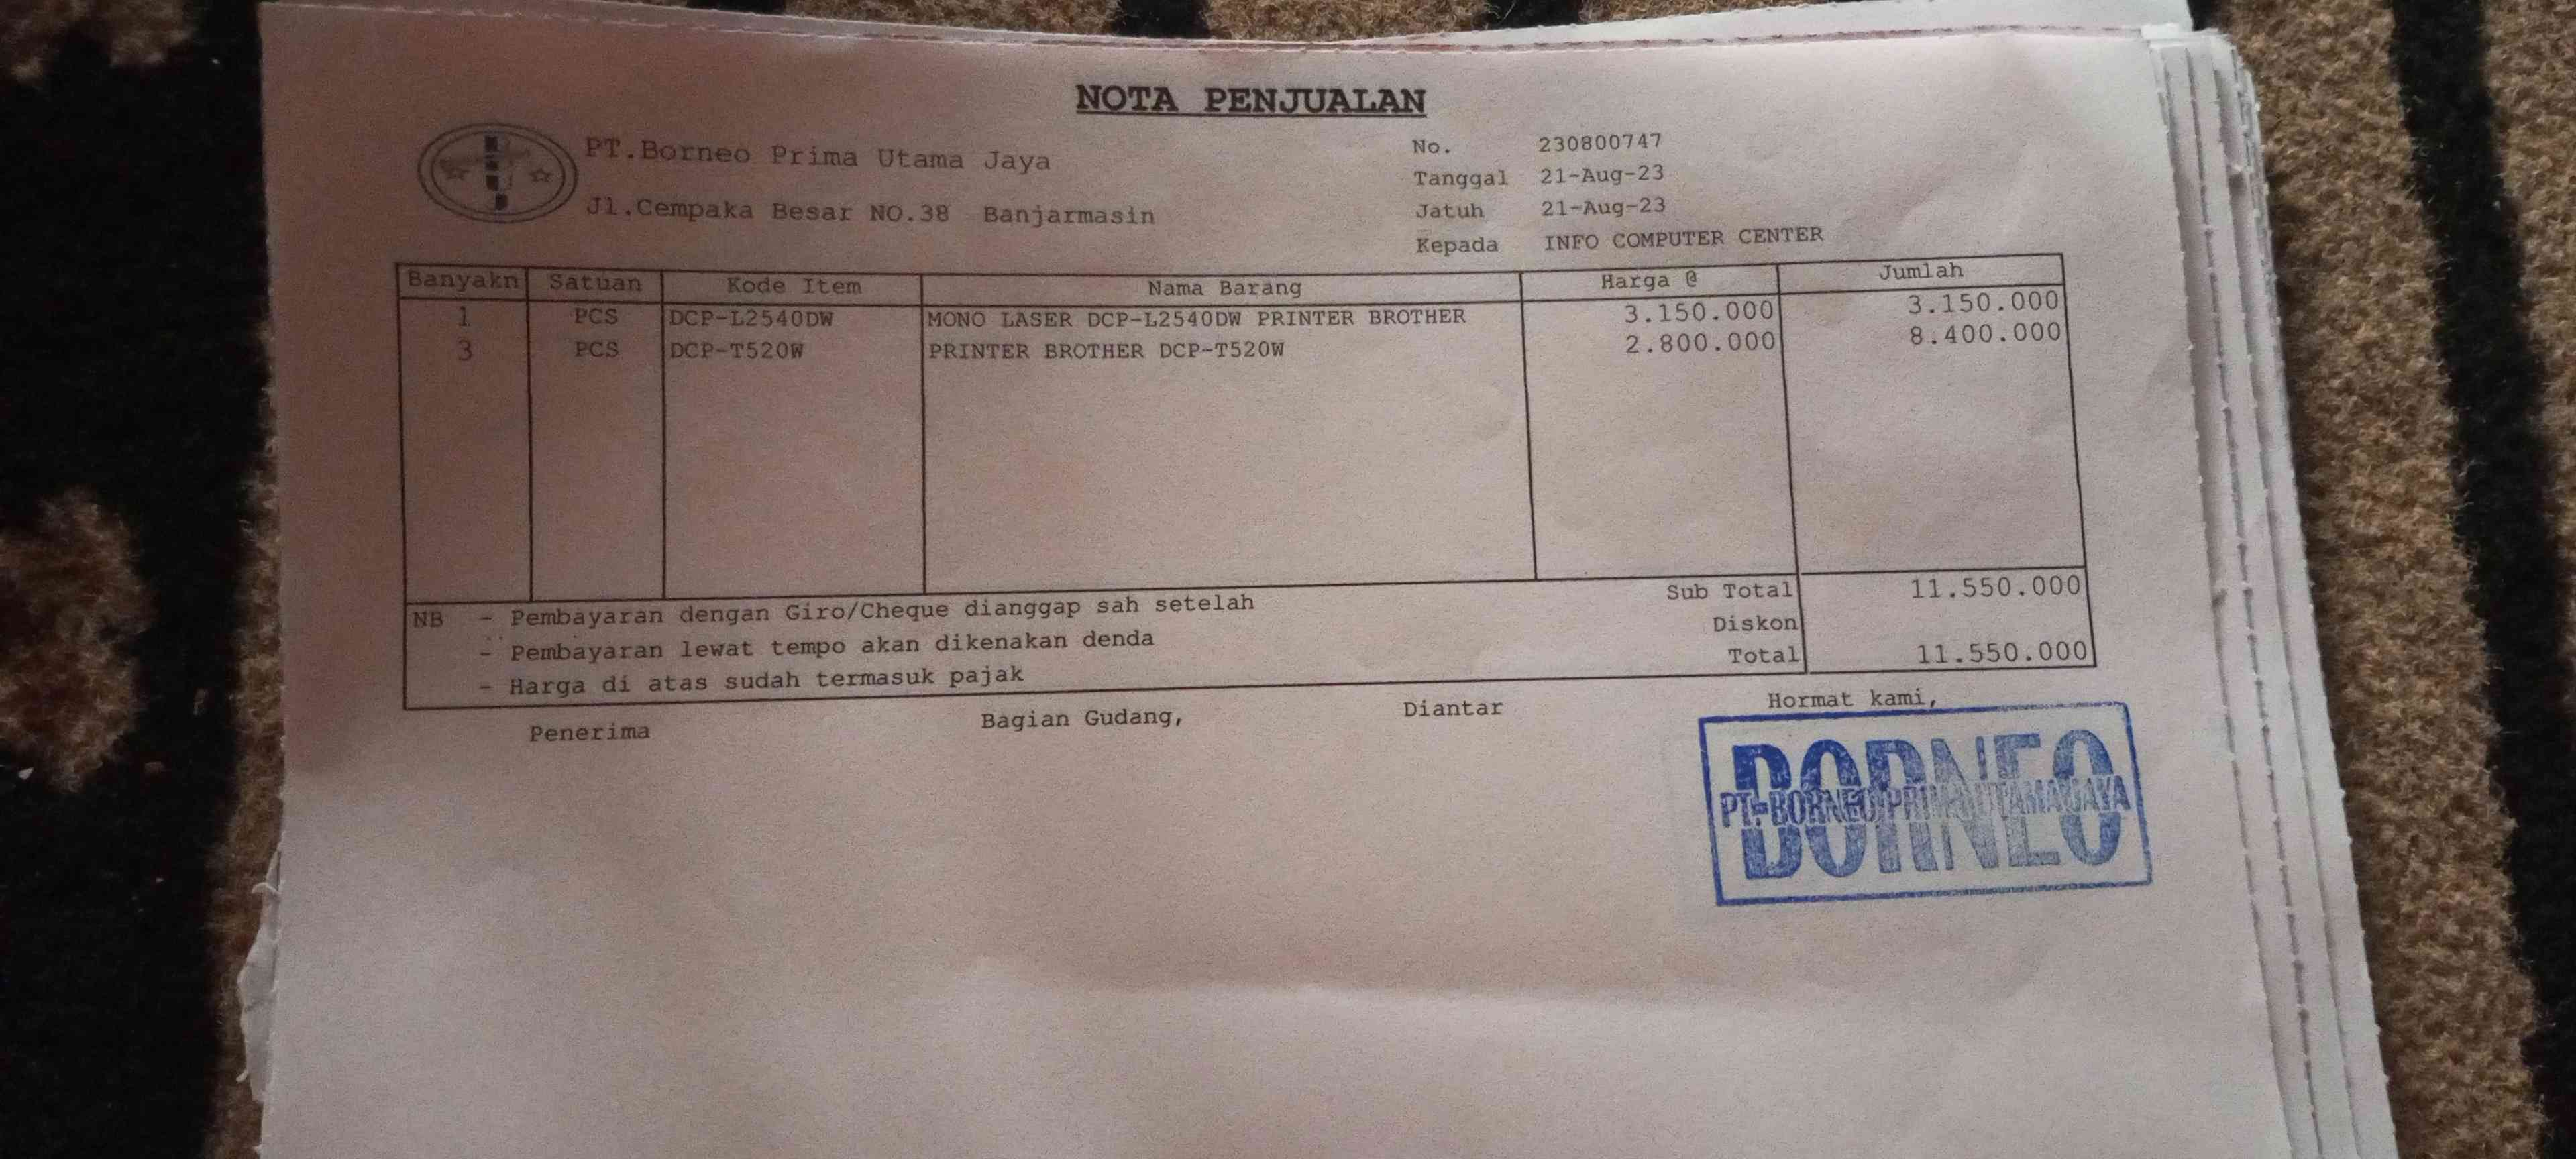 NOTA PENJUALAN
PT.Borneo Prima Utama Jaya
Jl.Cempaka Besar NO.38 Banjarmasin
No. 230800747
Tanggal 21-Aug-23
Jatuh 21-Aug-23
Kepada INFO COMPUTER CENTER
Banyakn Satuan Kode Item Nama Barang Harga @ Jumlah
1 PCS DCP-L2540DW MONO LASER DCP-L2540DW PRINTER BROTHER 3.150.000 3.150.000
3 PCS DCP-T520W PRINTER BROTHER DCP-T520W 2.800.000 8.400.000
Sub Total 11.550.000
Diskon
Total 11.550.000
NB - Pembayaran dengan Giro/Cheque dianggap sah setelah
- Pembayaran lewat tempo akan dikenakan denda
- Harga di atas sudah termasuk pajak
Penerima Bagian Gudang, Diantar Hormat kami,
BORNEO
PT. BORNEO PRIMA UTAMA JAYA